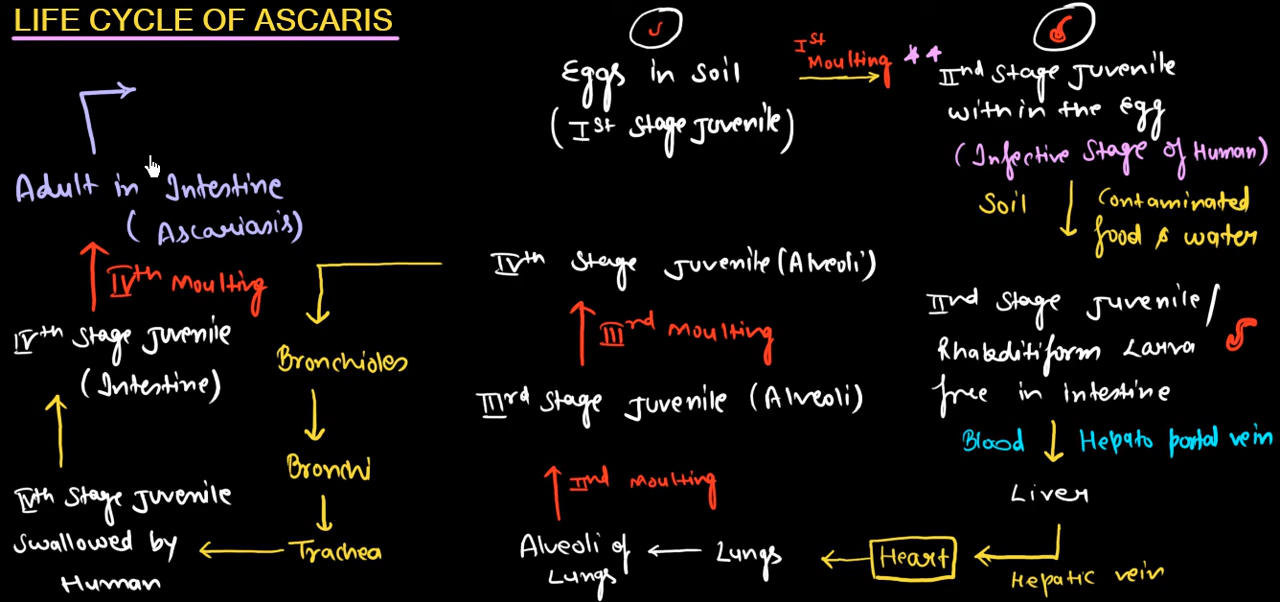 LIFE CYCLE OF ASCARIS
Eggs in Soil
(Ist Stage Juvenile)
Ist
Moulting
**
IInd Stage Juvenile
within the Egg
(Infective Stage of Human)
Soil
Contaminated
food & water
IInd Stage Juvenile/
Rhabditiform Larva
free in intestine
Blood
Hepato portal vein
Liver
Hepatic vein
Heart
Lungs
Alveoli of
Lungs
IInd Moulting
IIIrd Stage Juvenile (Alveoli)
IIIrd Moulting
IVth Stage Juvenile (Alveoli)
Bronchioles
Bronchi
Trachea
IVth Stage Juvenile
Swallowed by
Human
IVth Stage Juvenile
(Intestine)
IVth Moulting
Adult in Intestine
(Ascariasis)